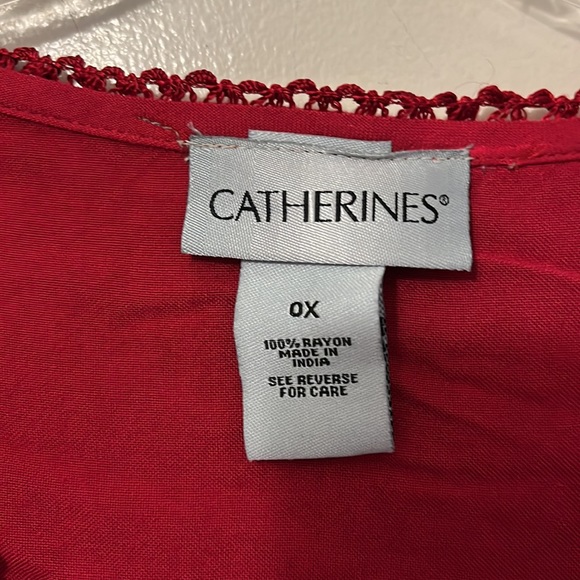 CATHERINES®
0X
100% RAYON
MADE IN
INDIA
SEE REVERSE
FOR CARE